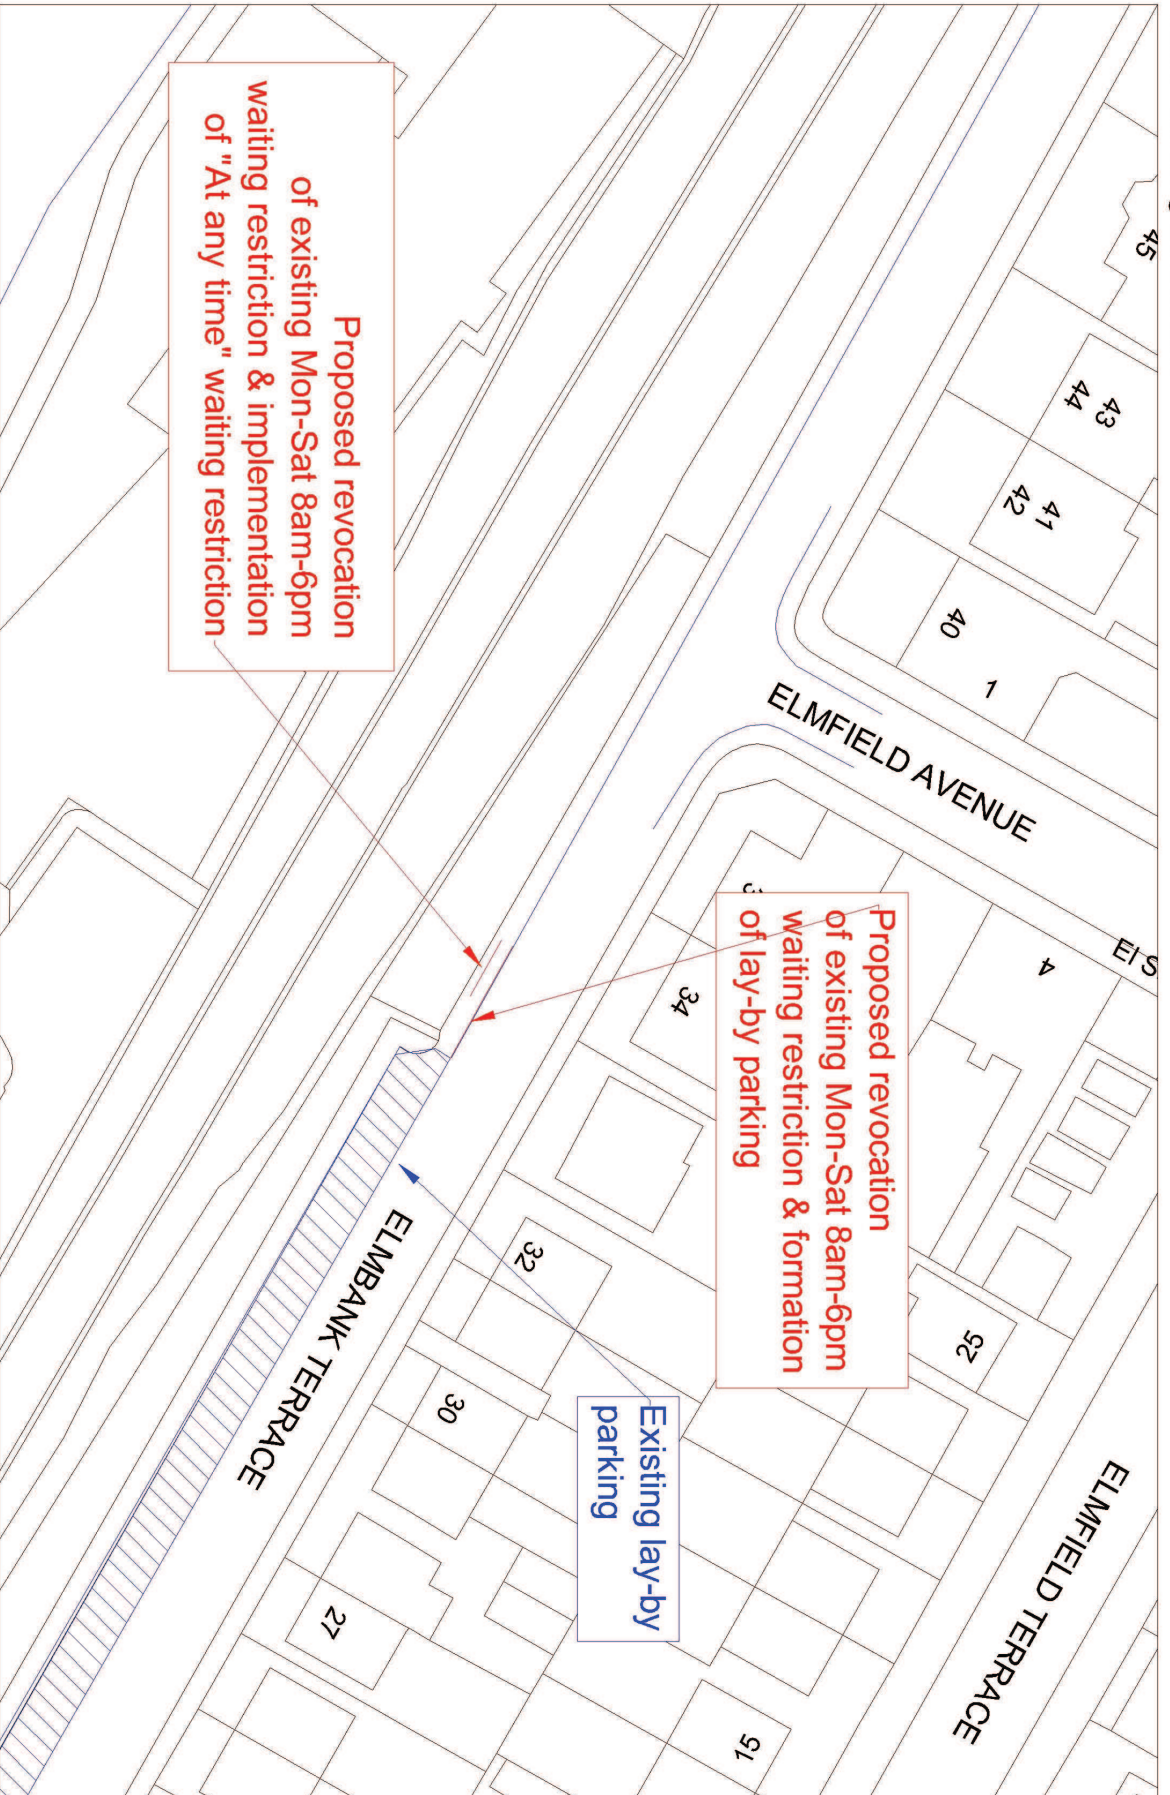 Proposed revocation
of existing Mon-Sat 8am-6pm
waiting restriction & implementation
of "At any time" waiting restriction
Proposed revocation
of existing Mon-Sat 8am-6pm
waiting restriction & formation
of lay-by parking
Existing lay-by
parking
ELMFIELD AVENUE
ELMBANK TERRACE
ELMFIELD TERRACE
El S
45
43
44
41
42
40
1
4
34
32
30
27
25
15